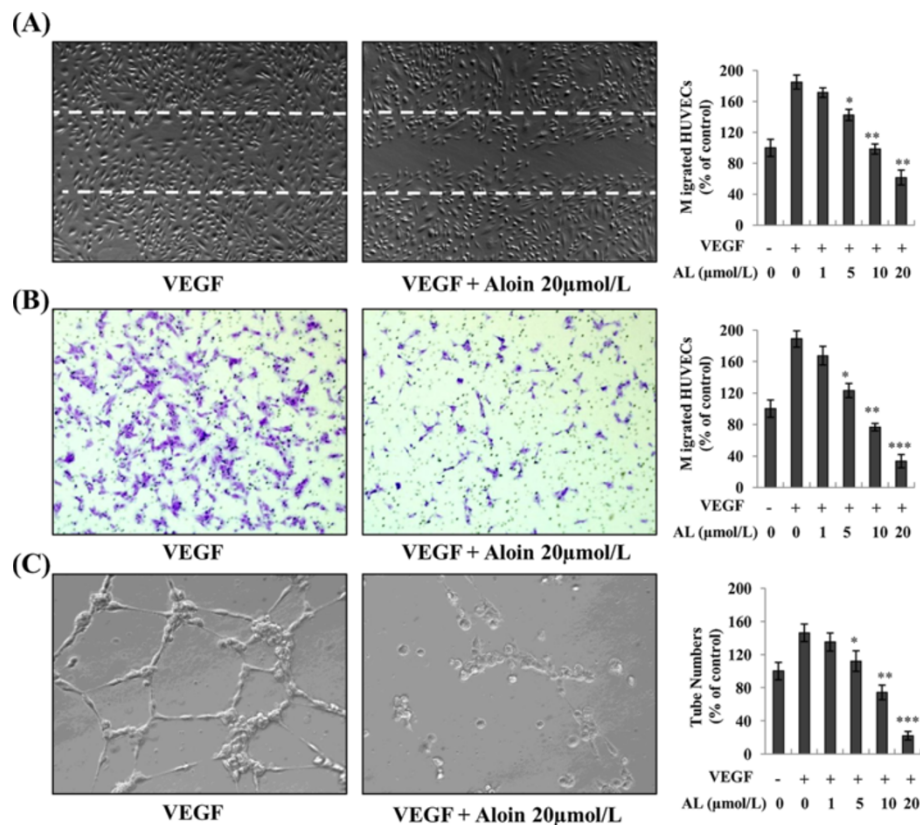 (A)
VEGF
VEGF + Aloin 20μmol/L
M igrated HUVECs
(% of control)
200
160
120
80
40
0
*
**
**
VEGF - + + + + +
AL (μmol/L) 0 0 1 5 10 20
(B)
VEGF
VEGF + Aloin 20μmol/L
M igrated HUVECs
(% of control)
200
160
120
80
40
0
*
**
***
VEGF - + + + + +
AL (μmol/L) 0 0 1 5 10 20
(C)
VEGF
VEGF + Aloin 20μmol/L
Tube Numbers
(% of control)
200
160
120
80
40
0
*
**
***
VEGF - + + + + +
AL (μmol/L) 0 0 1 5 10 20